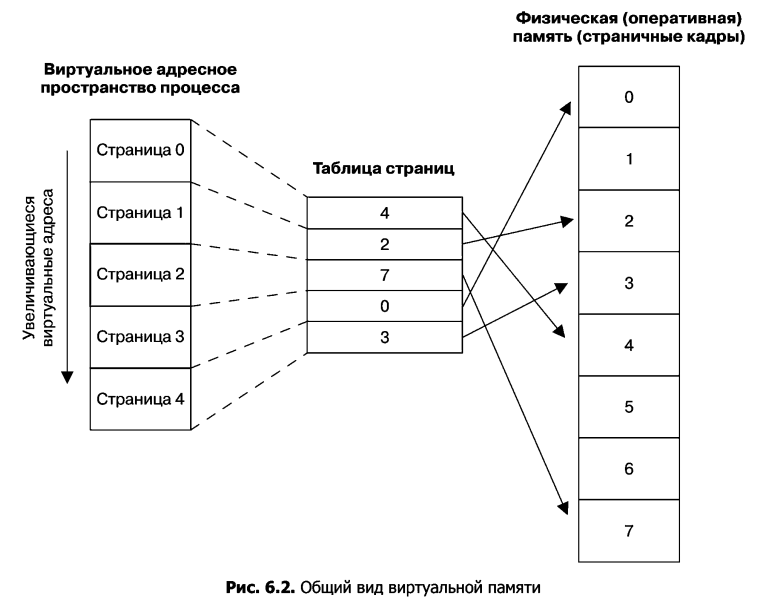 Физическая (оперативная)
память (страничные кадры)
Виртуальное адресное
пространство процесса
Таблица страниц
Увеличивающиеся
виртуальные адреса
Страница 0
Страница 1
Страница 2
Страница 3
Страница 4
4
2
7
0
3
0
1
2
3
4
5
6
7
Рис. 6.2. Общий вид виртуальной памяти